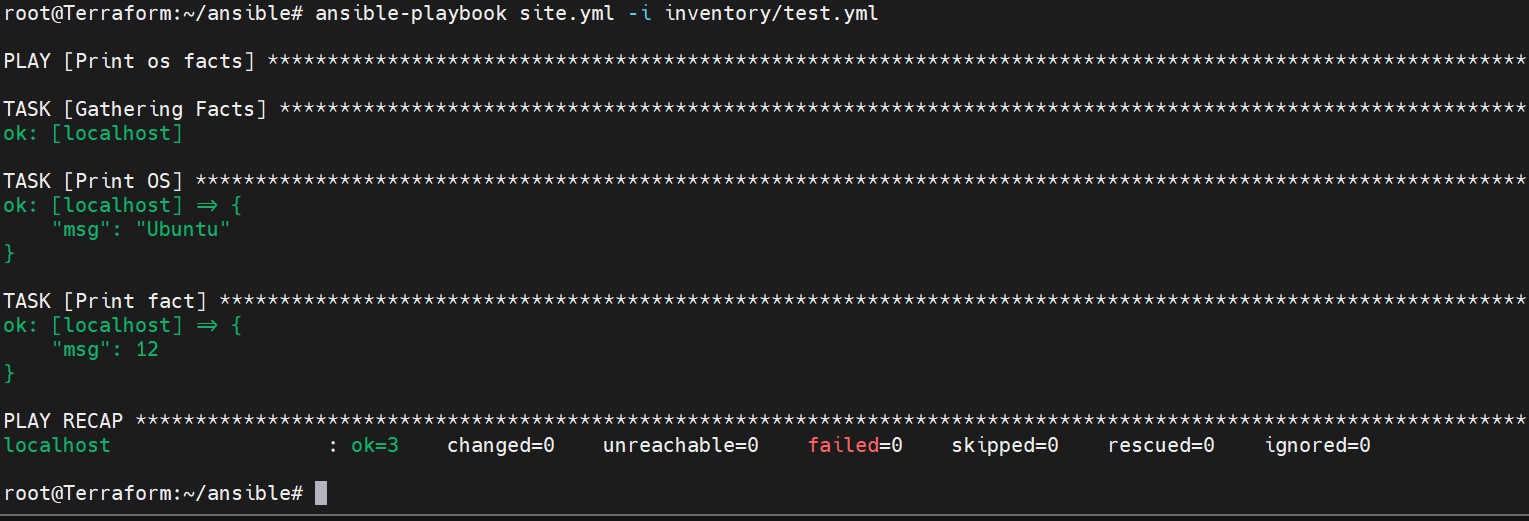 root@Terraform:~/ansible# ansible-playbook site.yml -i inventory/test.yml
PLAY [Print os facts] *********************************************************************************************************
TASK [Gathering Facts] ********************************************************************************************************
ok: [localhost]
TASK [Print OS] ***************************************************************************************************************
ok: [localhost] => {
    "msg": "Ubuntu"
}
TASK [Print fact] *************************************************************************************************************
ok: [localhost] => {
    "msg": 12
}
PLAY RECAP ********************************************************************************************************************
localhost                  : ok=3    changed=0    unreachable=0    failed=0    skipped=0    rescued=0    ignored=0
root@Terraform:~/ansible#